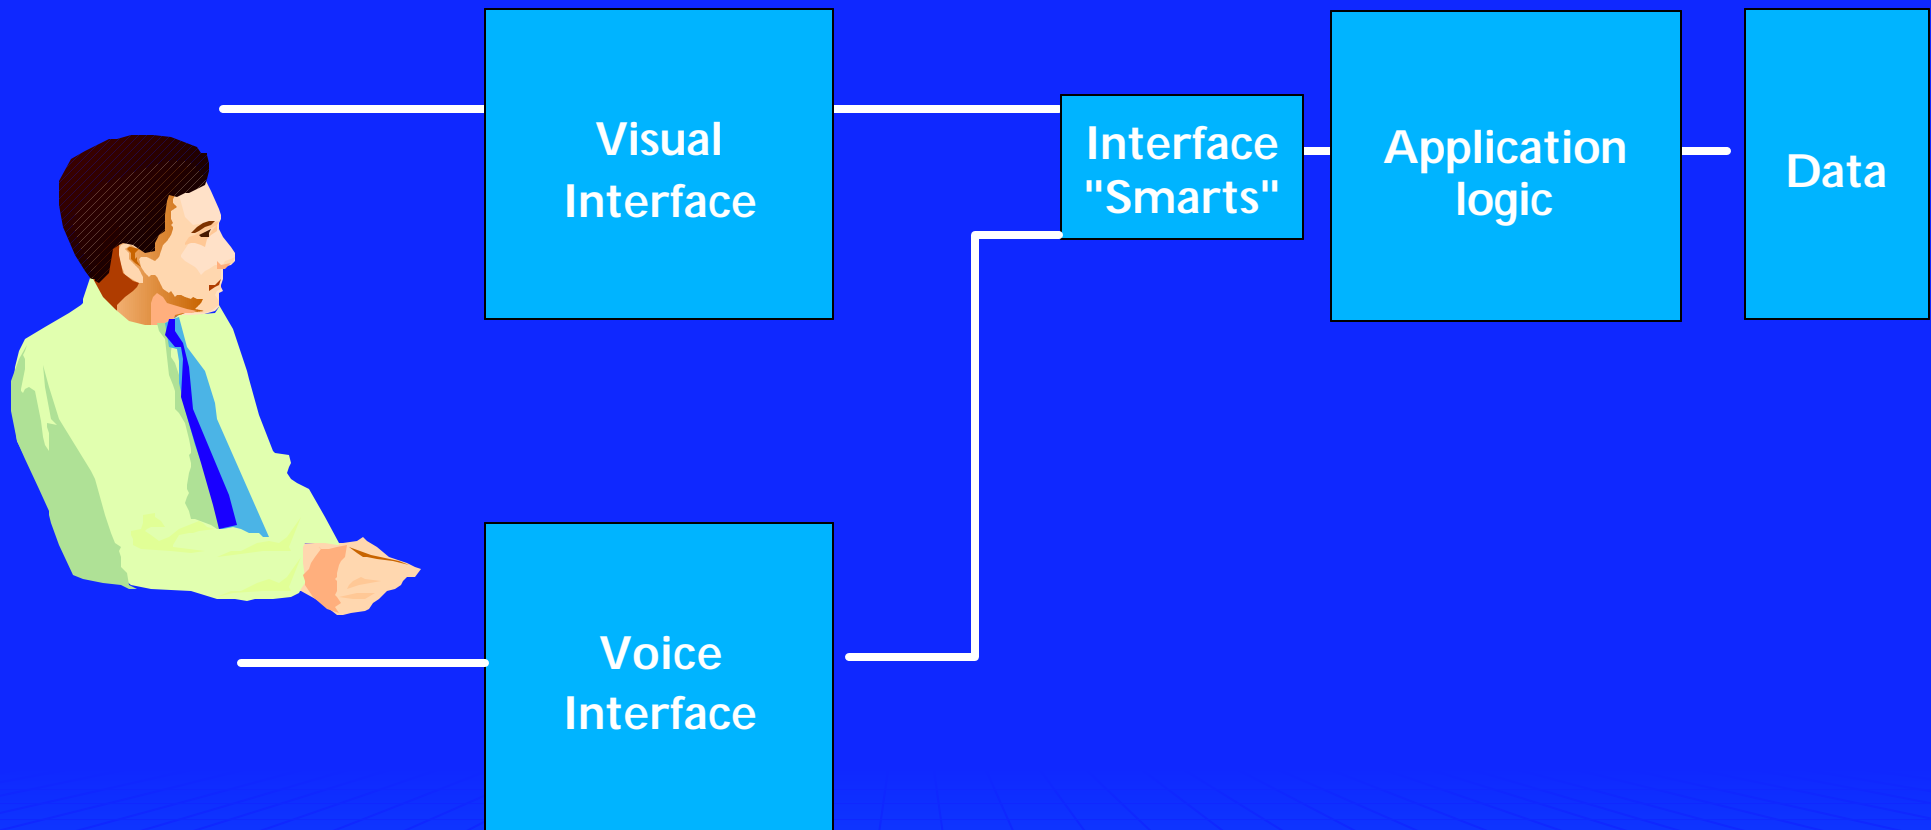 Visual
Interface
Interface
"Smarts"
Application
logic
Data
Voice
Interface